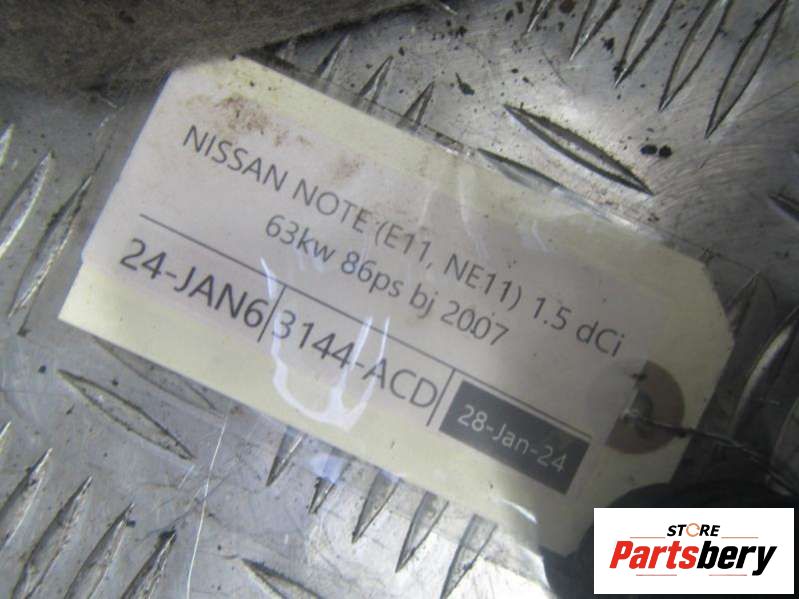 NISSAN NOTE (E11, NE11) 1.5 dCi
63kw 86ps bj 2007
24-JAN6 3144-ACD 28-Jan-24
STORE
Partsbery